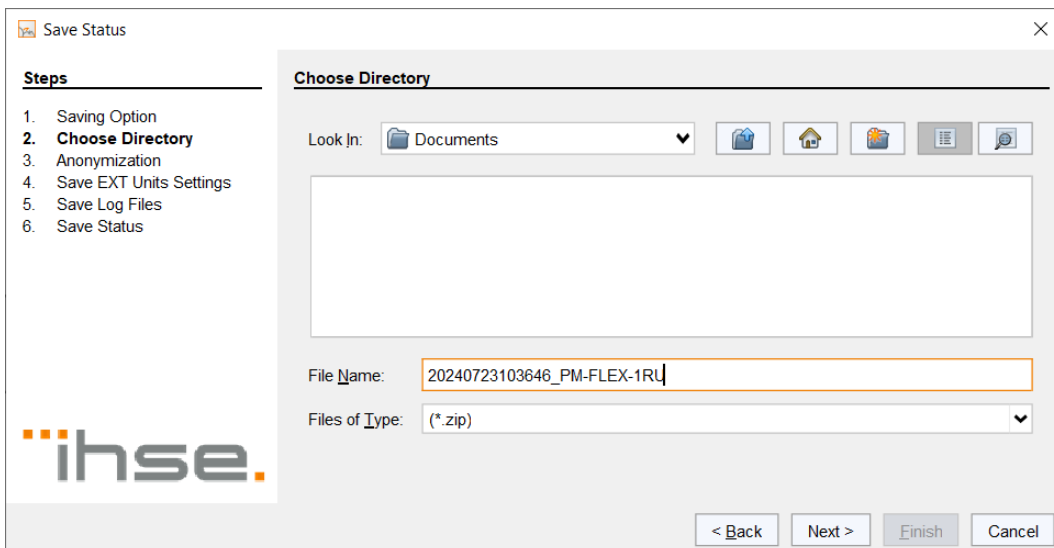 Save Status
Steps
1. Saving Option
2. Choose Directory
3. Anonymization
4. Save EXT Units Settings
5. Save Log Files
6. Save Status
Choose Directory
Look In: Documents
File Name: 20240723103646_PM-FLEX-1RU
Files of Type: (*.zip)
ihse.
< Back Next > Finish Cancel